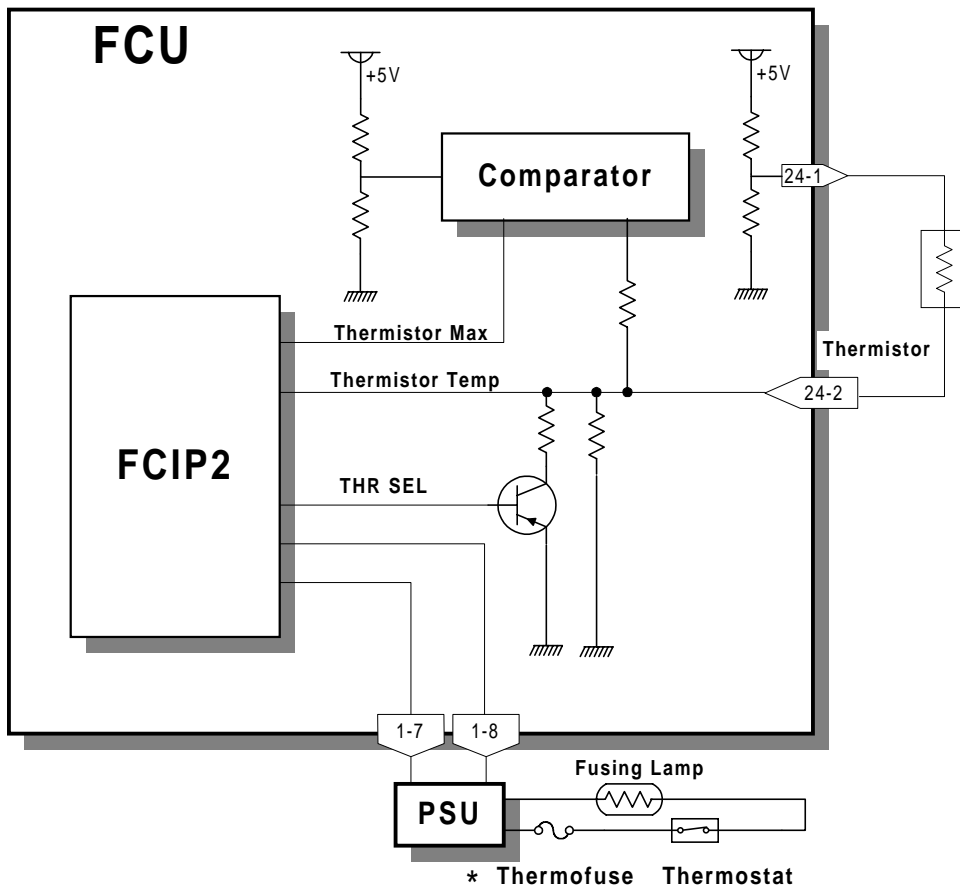 FCU
+5V
+5V
Comparator
24-1
Thermistor Max
Thermistor
Thermistor Temp
24-2
FCIP2
THR SEL
1-7
1-8
Fusing Lamp
PSU
* Thermofuse Thermostat